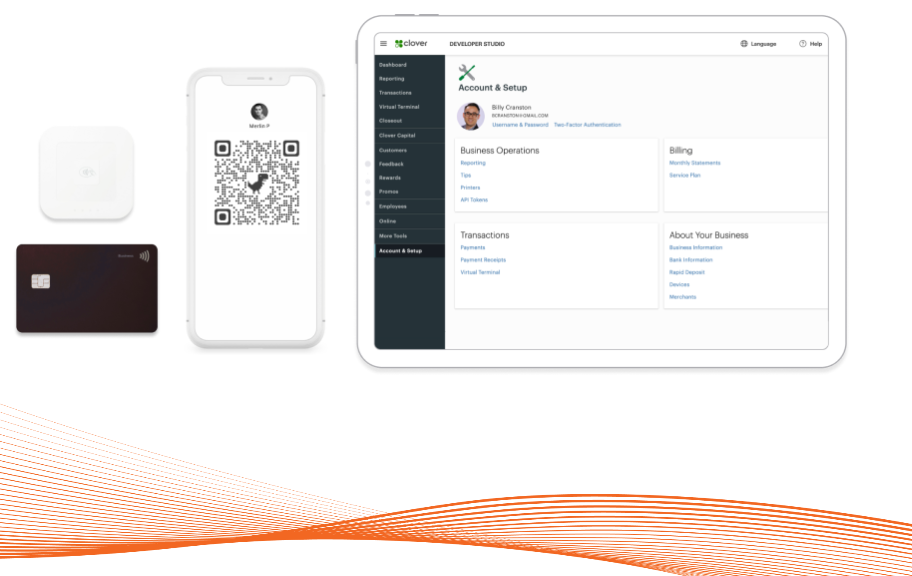 Merlin P
clover
DEVELOPER STUDIO
Language
Help
Dashboard
Reporting
Transactions
Virtual Terminal
Closeout
Clover Capital
Customers
Feedback
Rewards
Promos
Employees
Online
More Tools
Account & Setup
Account & Setup
Billy Cranston
BCRANSTON@GMAIL.COM
Username & Password Two-Factor Authentication
Business Operations
Reporting
Tips
Printers
API Tokens
Billing
Monthly Statements
Service Plan
Transactions
Payments
Payment Receipts
Virtual Terminal
About Your Business
Business Information
Bank Information
Rapid Deposit
Devices
Merchants